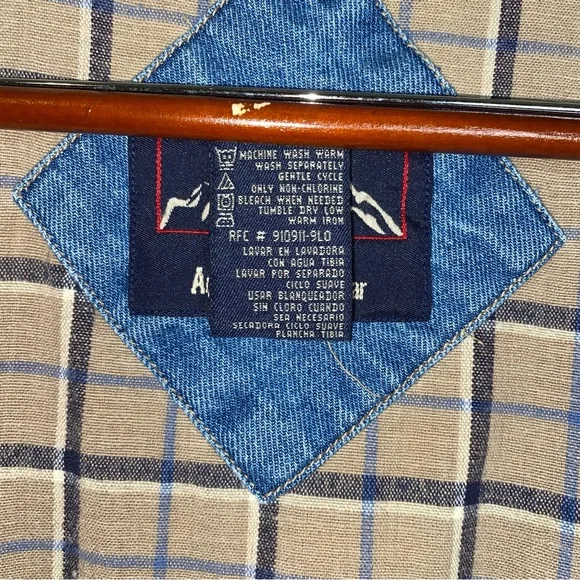 MACHINE WASH WARM
WASH SEPARATELY
GENTLE CYCLE
ONLY NON-CHLORINE
BLEACH WHEN NEEDED
TUMBLE DRY LOW
WARM IRON
RFC # 910911-9L0
LAVAR EN LAVADORA
CON AGUA TIBIA
LAVAR POR SEPARADO
CICLO SUAVE
USAR BLANQUEADOR
SIN CLORO CUANDO
SEA NECESARIO
SECADORA CICLO SUAVE
PLANCHA TIBIA